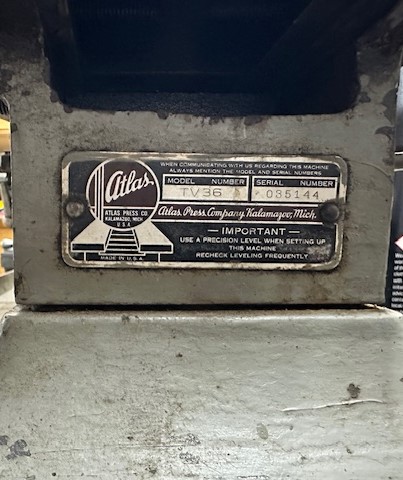 WHEN COMMUNICATING WITH US REGARDING THIS MACHINE
ALWAYS MENTION THE MODEL AND SERIAL NUMBERS
MODEL NUMBER SERIAL NUMBER
TV36 035144
Atlas
ATLAS PRESS CO.
KALAMAZOO, MICH.
U S A
MADE IN U.S.A.
Atlas Press Company, Kalamazoo, Mich.
— IMPORTANT —
USE A PRECISION LEVEL WHEN SETTING UP
THIS MACHINE
RECHECK LEVELING FREQUENTLY